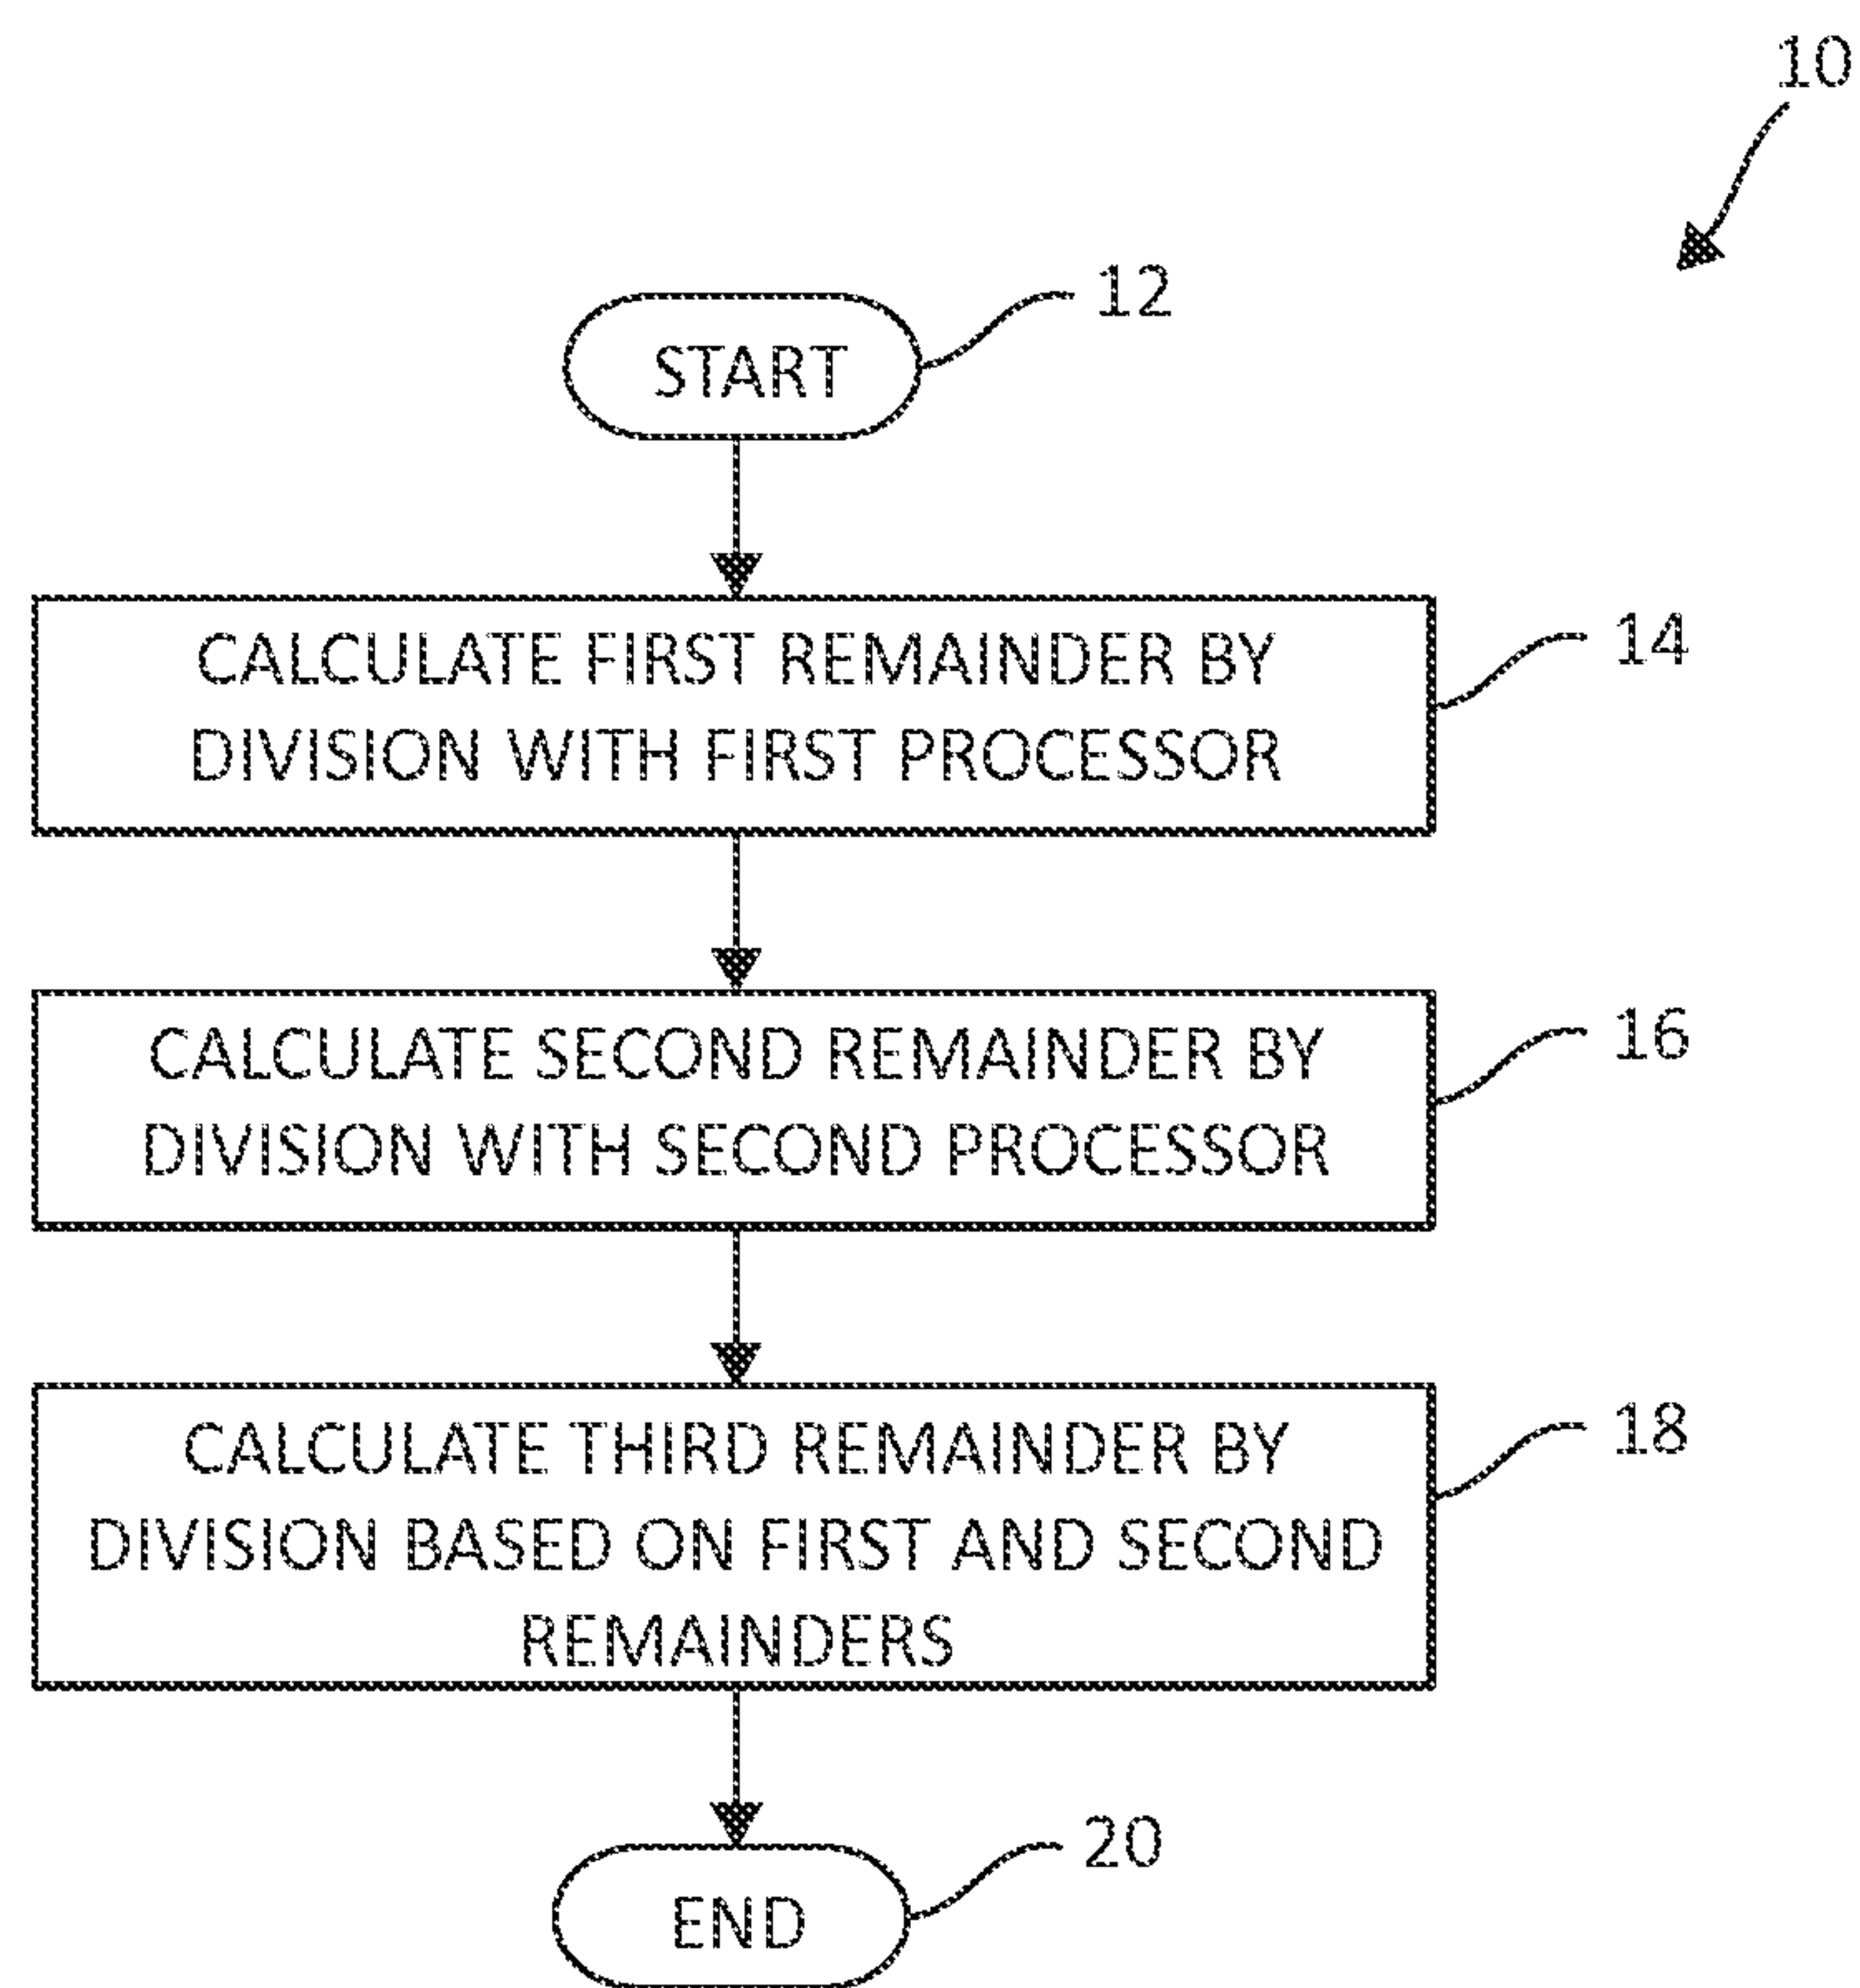 10
12
START
CALCULATE FIRST REMAINDER BY
DIVISION WITH FIRST PROCESSOR
14
CALCULATE SECOND REMAINDER BY
DIVISION WITH SECOND PROCESSOR
16
CALCULATE THIRD REMAINDER BY
DIVISION BASED ON FIRST AND SECOND
REMAINDERS
18
20
END